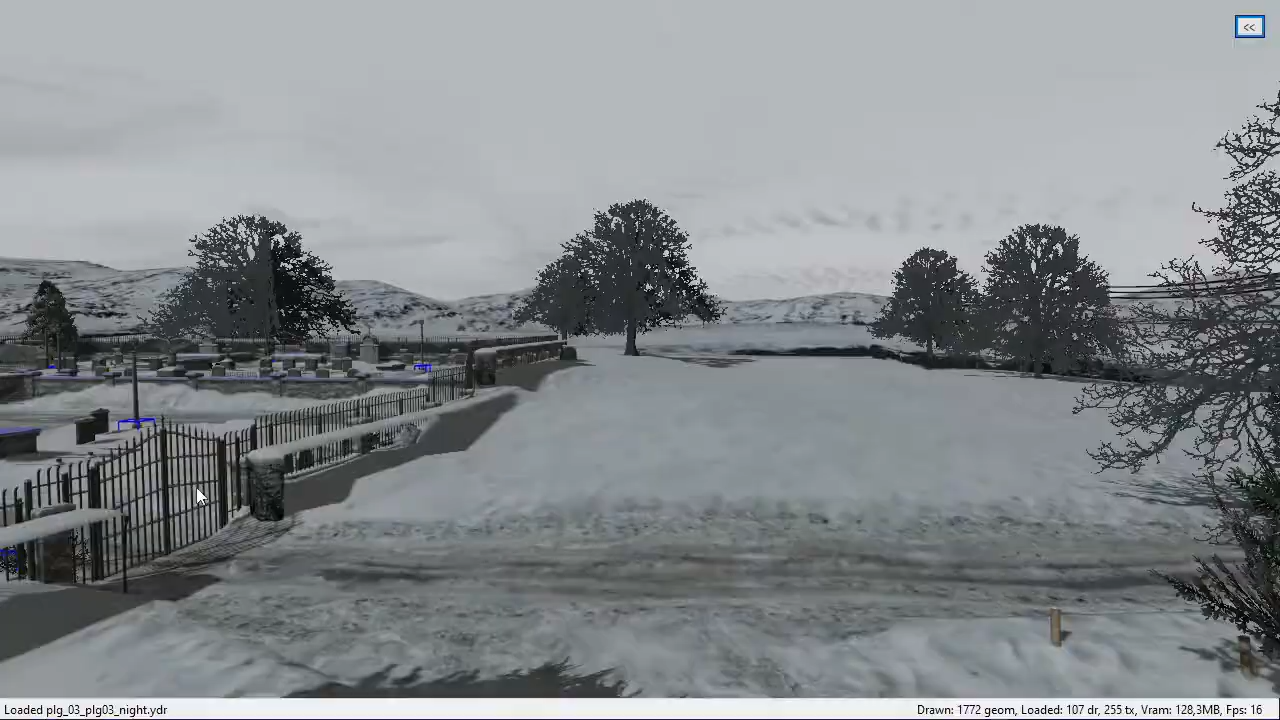 <<
Loaded plg_03_plg03_night.ydr
Drawn: 1772 geom, Loaded: 107 dr, 255 tx, Vram: 128,3MB, Fps: 16